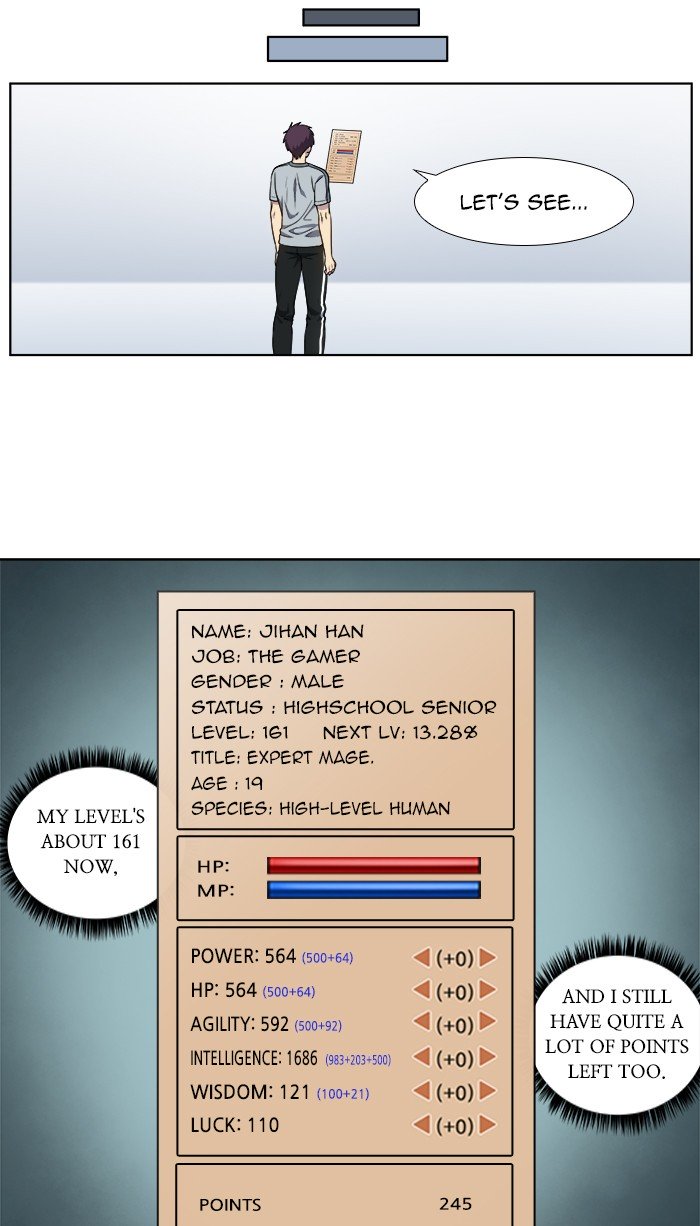 LET'S SEE...
NAME: JIHAN HAN
JOB: THE GAMER
GENDER : MALE
STATUS : HIGHSCHOOL SENIOR
LEVEL: 161 NEXT LV: 13.28%
TITLE: EXPERT MAGE.
AGE : 19
SPECIES: HIGH-LEVEL HUMAN
MY LEVEL'S
ABOUT 161
NOW,
HP:
MP:
POWER: 564 (500+64) (+0)
HP: 564 (500+64) (+0)
AGILITY: 592 (500+92) (+0)
INTELLIGENCE: 1686 (983+203+500) (+0)
WISDOM: 121 (100+21) (+0)
LUCK: 110 (+0)
AND I STILL
HAVE QUITE A
LOT OF POINTS
LEFT TOO.
POINTS 245